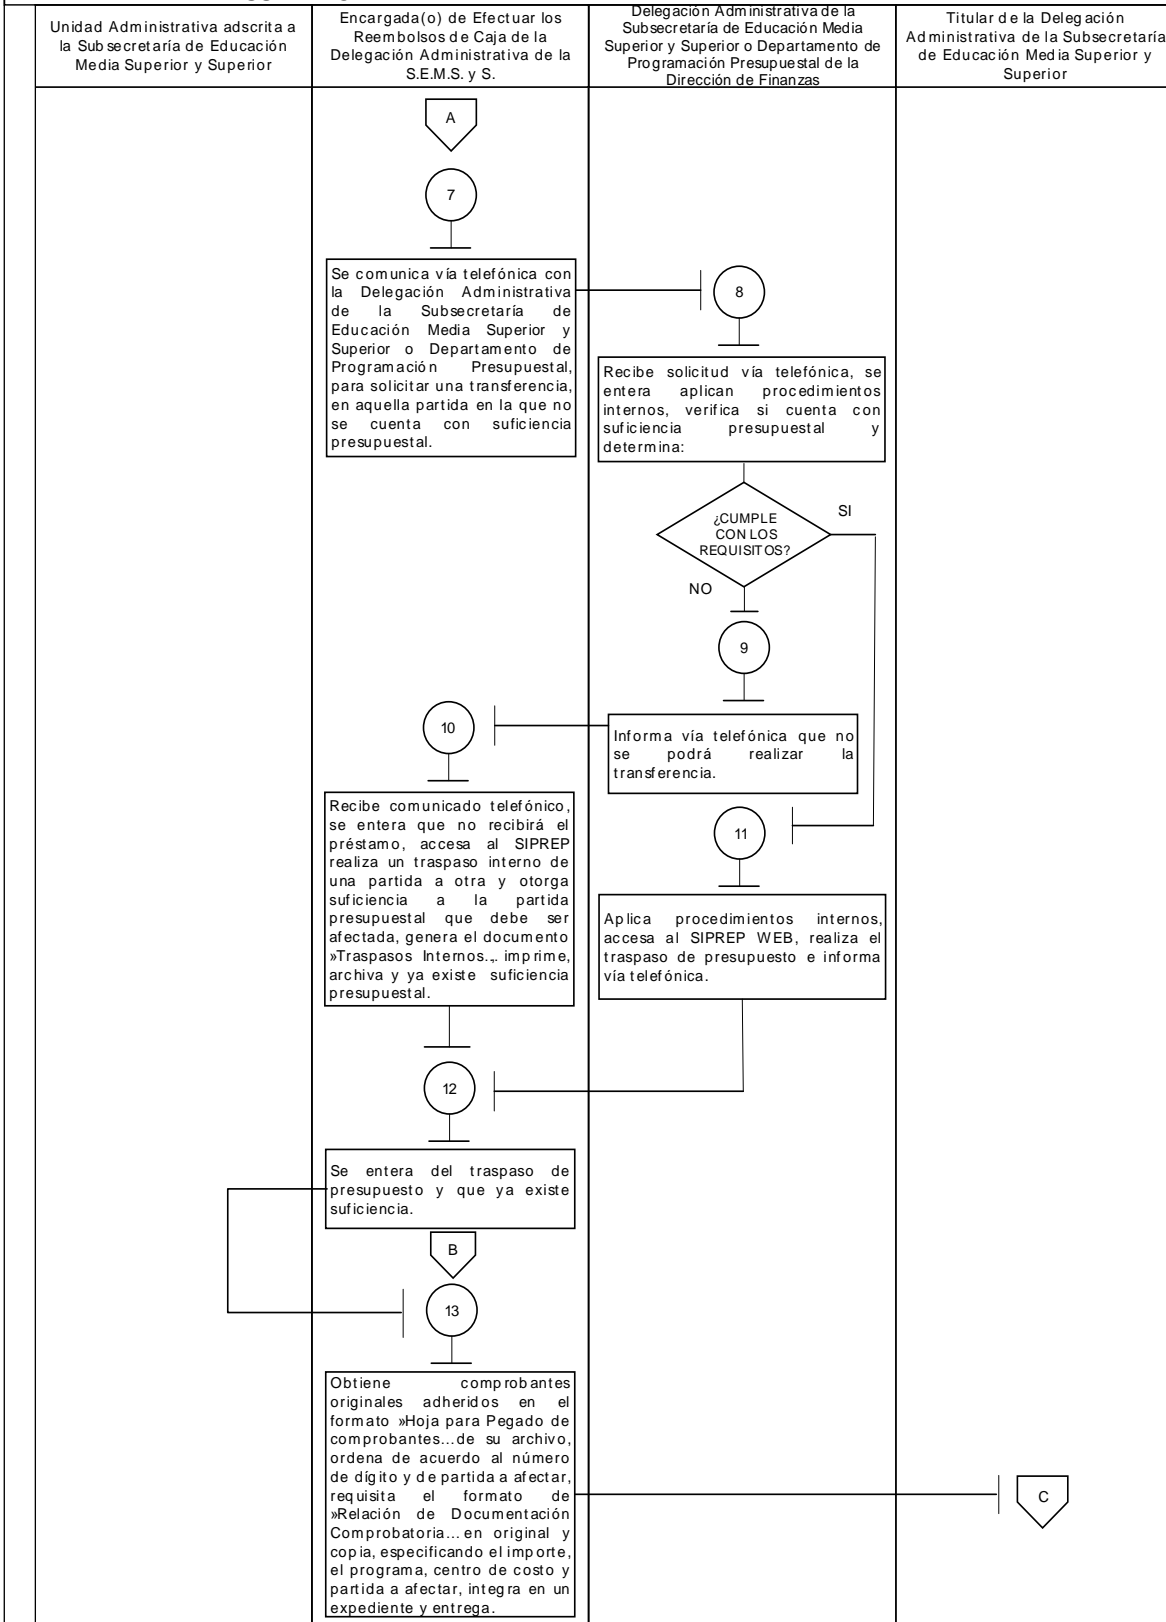 Unidad Administrativa adscrita a
la Subsecretaría de Educación
Media Superior y Superior
Encargada(o) de Efectuar los
Reembolsos de Caja de la
Delegación Administrativa de la
S.E.M.S. y S.
Delegación Administrativa de la
Subsecretaría de Educación Media
Superior y Superior o Departamento de
Programación Presupuestal de la
Dirección de Finanzas
Titular de la Delegación
Administrativa de la Subsecretaría
de Educación Media Superior y
Superior
A
7
Se comunica vía telefónica con
la Delegación Administrativa
de la Subsecretaría de
Educación Media Superior y
Superior o Departamento de
Programación Presupuestal,
para solicitar una transferencia,
en aquella partida en la que no
se cuenta con suficiencia
presupuestal.
8
Recibe solicitud vía telefónica, se
entera aplican procedimientos
internos, verifica si cuenta con
suficiencia presupuestal y
determina:
¿CUMPLE
CON LOS
REQUISITOS?
SI
NO
9
Informa vía telefónica que no
se podrá realizar la
transferencia.
10
Recibe comunicado telefónico,
se entera que no recibirá el
préstamo, accesa al SIPREP
realiza un traspaso interno de
una partida a otra y otorga
suficiencia a la partida
presupuestal que debe ser
afectada, genera el documento
»Traspasos Internos... imprime,
archiva y ya existe suficiencia
presupuestal.
11
Aplica procedimientos internos,
accesa al SIPREP WEB, realiza el
traspaso de presupuesto e informa
vía telefónica.
12
Se entera del traspaso de
presupuesto y que ya existe
suficiencia.
B
13
Obtiene comprobantes
originales adheridos en el
formato »Hoja para Pegado de
comprobantes...de su archivo,
ordena de acuerdo al número
de dígito y de partida a afectar,
requisita el formato de
»Relación de Documentación
Comprobatoria... en original y
copia, especificando el importe,
el programa, centro de costo y
partida a afectar, integra en un
expediente y entrega.
C